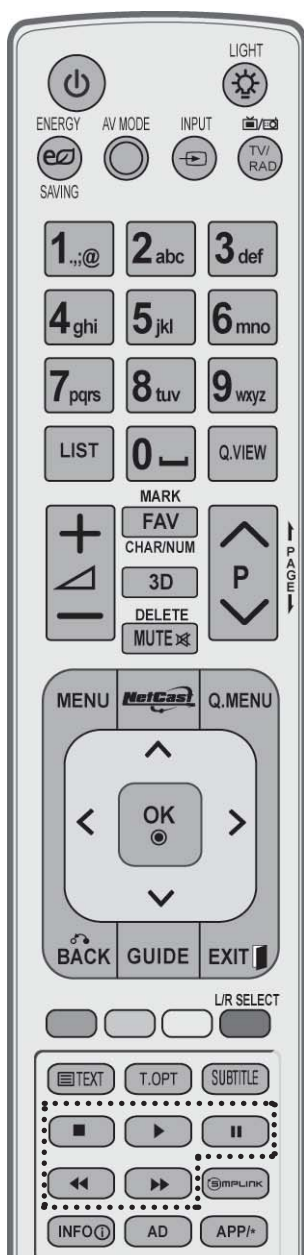 LIGHT
ENERGY AV MODE INPUT
TV/
RAD
SAVING
1.,;@ 2abc 3def
4ghi 5jkl 6mno
7pqrs 8tuv 9wxyz
LIST 0 Q.VIEW
MARK
FAV
CHAR/NUM
P
PAGE
3D
DELETE
MUTE
MENU NetCast Q.MENU
OK
BACK GUIDE EXIT
L/R SELECT
TEXT T.OPT SUBTITLE
SIMPLINK
INFO AD APP/*